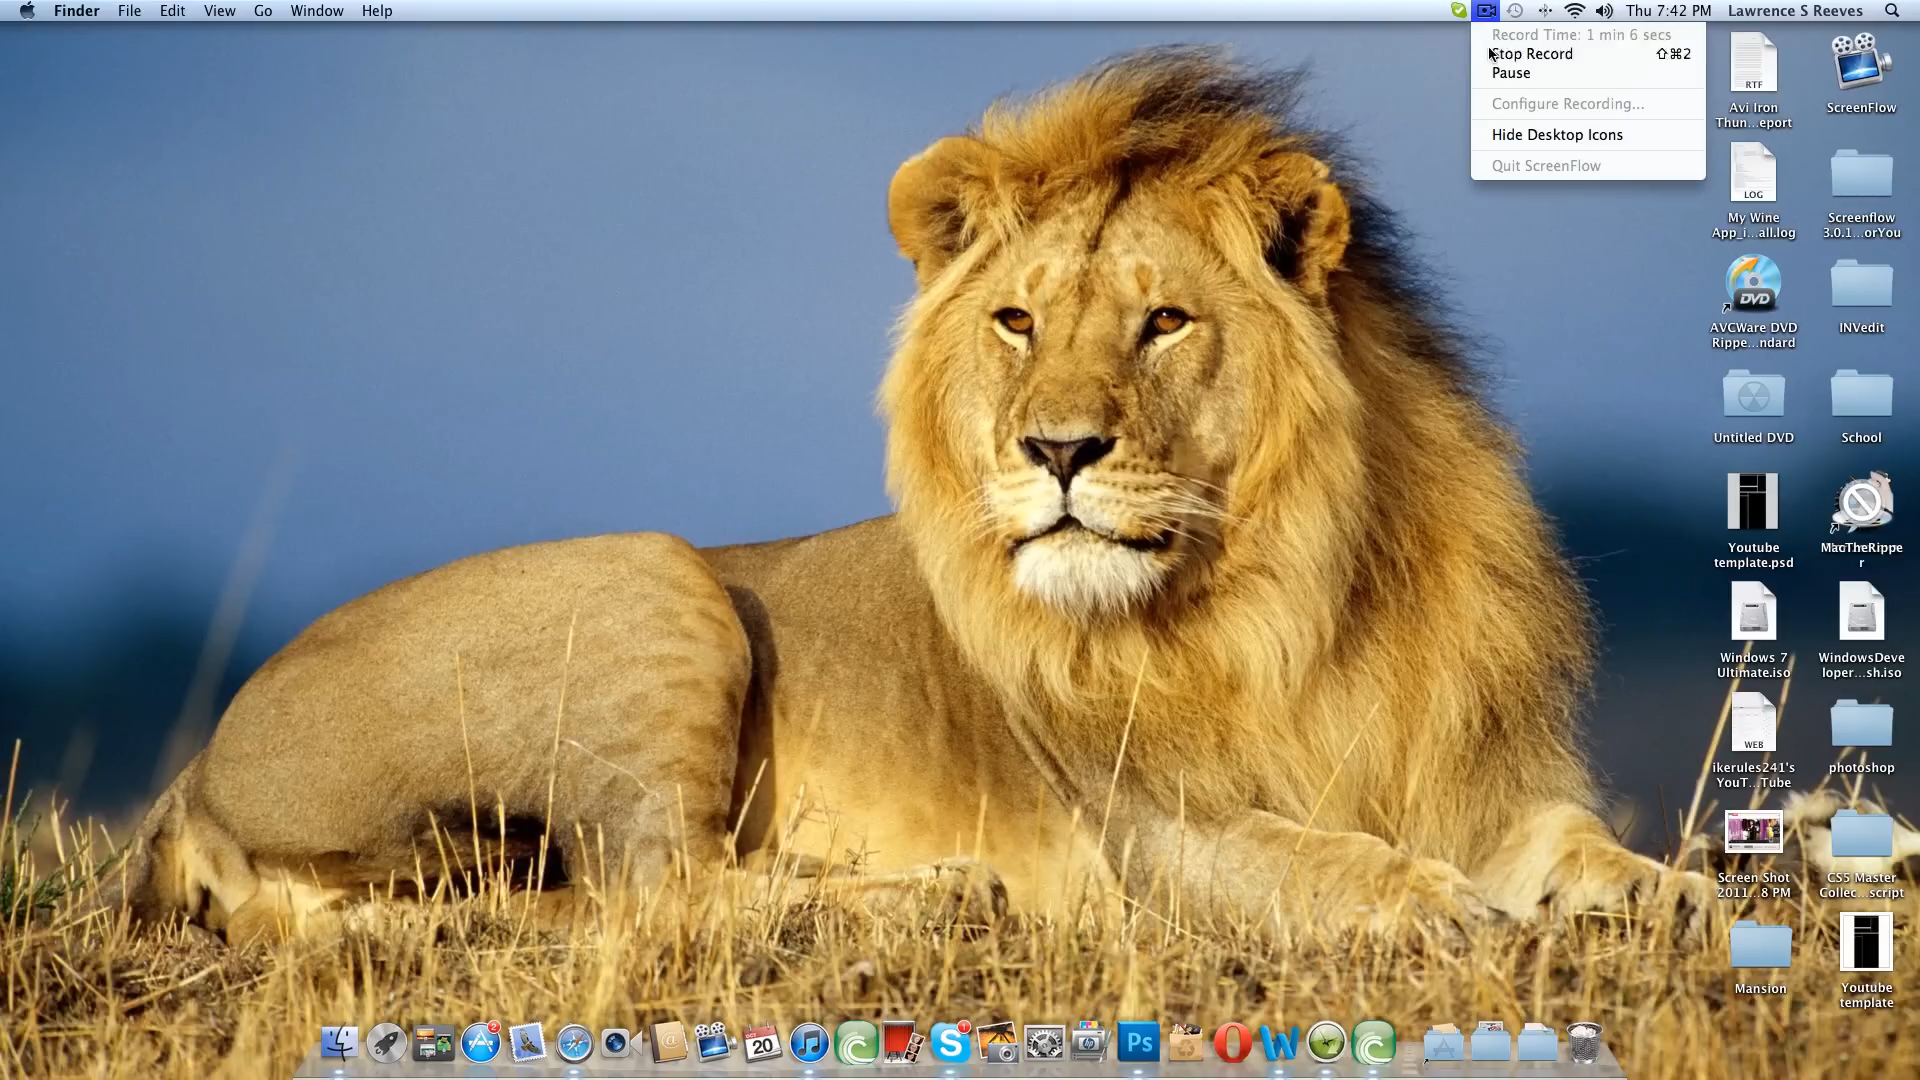 Finder File Edit View Go Window Help
Thu 7:42 PM Lawrence S Reeves
Record Time: 1 min 6 secs
Stop Record ⇧⌘2
Pause
Configure Recording...
Hide Desktop Icons
Quit ScreenFlow
RTF
Avi Iron
Thun...eport
ScreenFlow
LOG
My Wine
App_i...all.log
Screenflow
3.0.1...orYou
DVD
AVCWare DVD
Rippe...ndard
INVedit
Untitled DVD
School
Youtube
template.psd
MacTheRippe
r
Windows 7
Ultimate.iso
WindowsDeve
loper...sh.iso
WEB
ikerules241's
YouT...Tube
photoshop
Screen Shot
2011...8 PM
CS5 Master
Collec...script
Mansion
Youtube
template
2
OCT
20
1
Ps